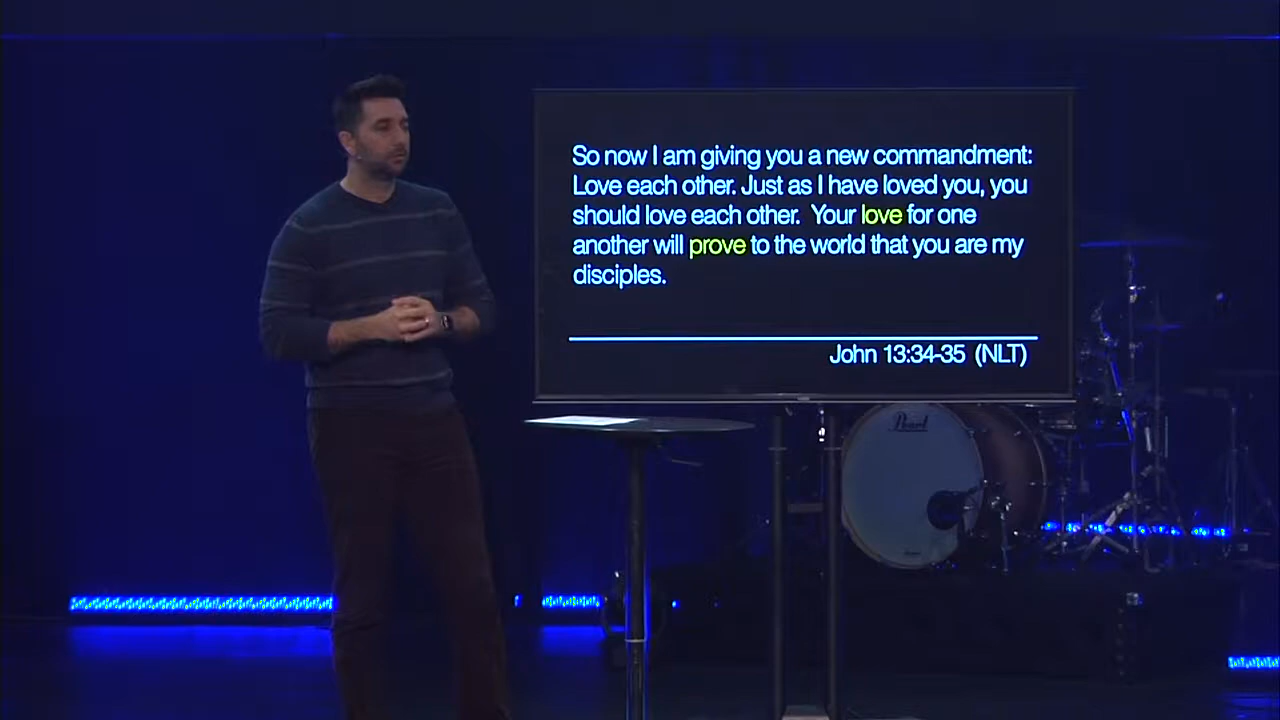 So now I am giving you a new commandment:
Love each other. Just as I have loved you, you
should love each other.  Your love for one
another will prove to the world that you are my
disciples.
John 13:34-35  (NLT)
Pearl